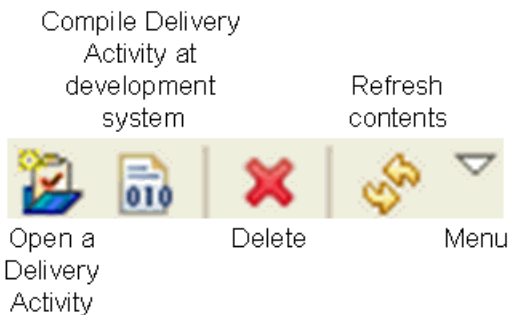 Compile Delivery
Activity at
development
system
Refresh
contents
010
Open a
Delivery
Activity
Delete
Menu